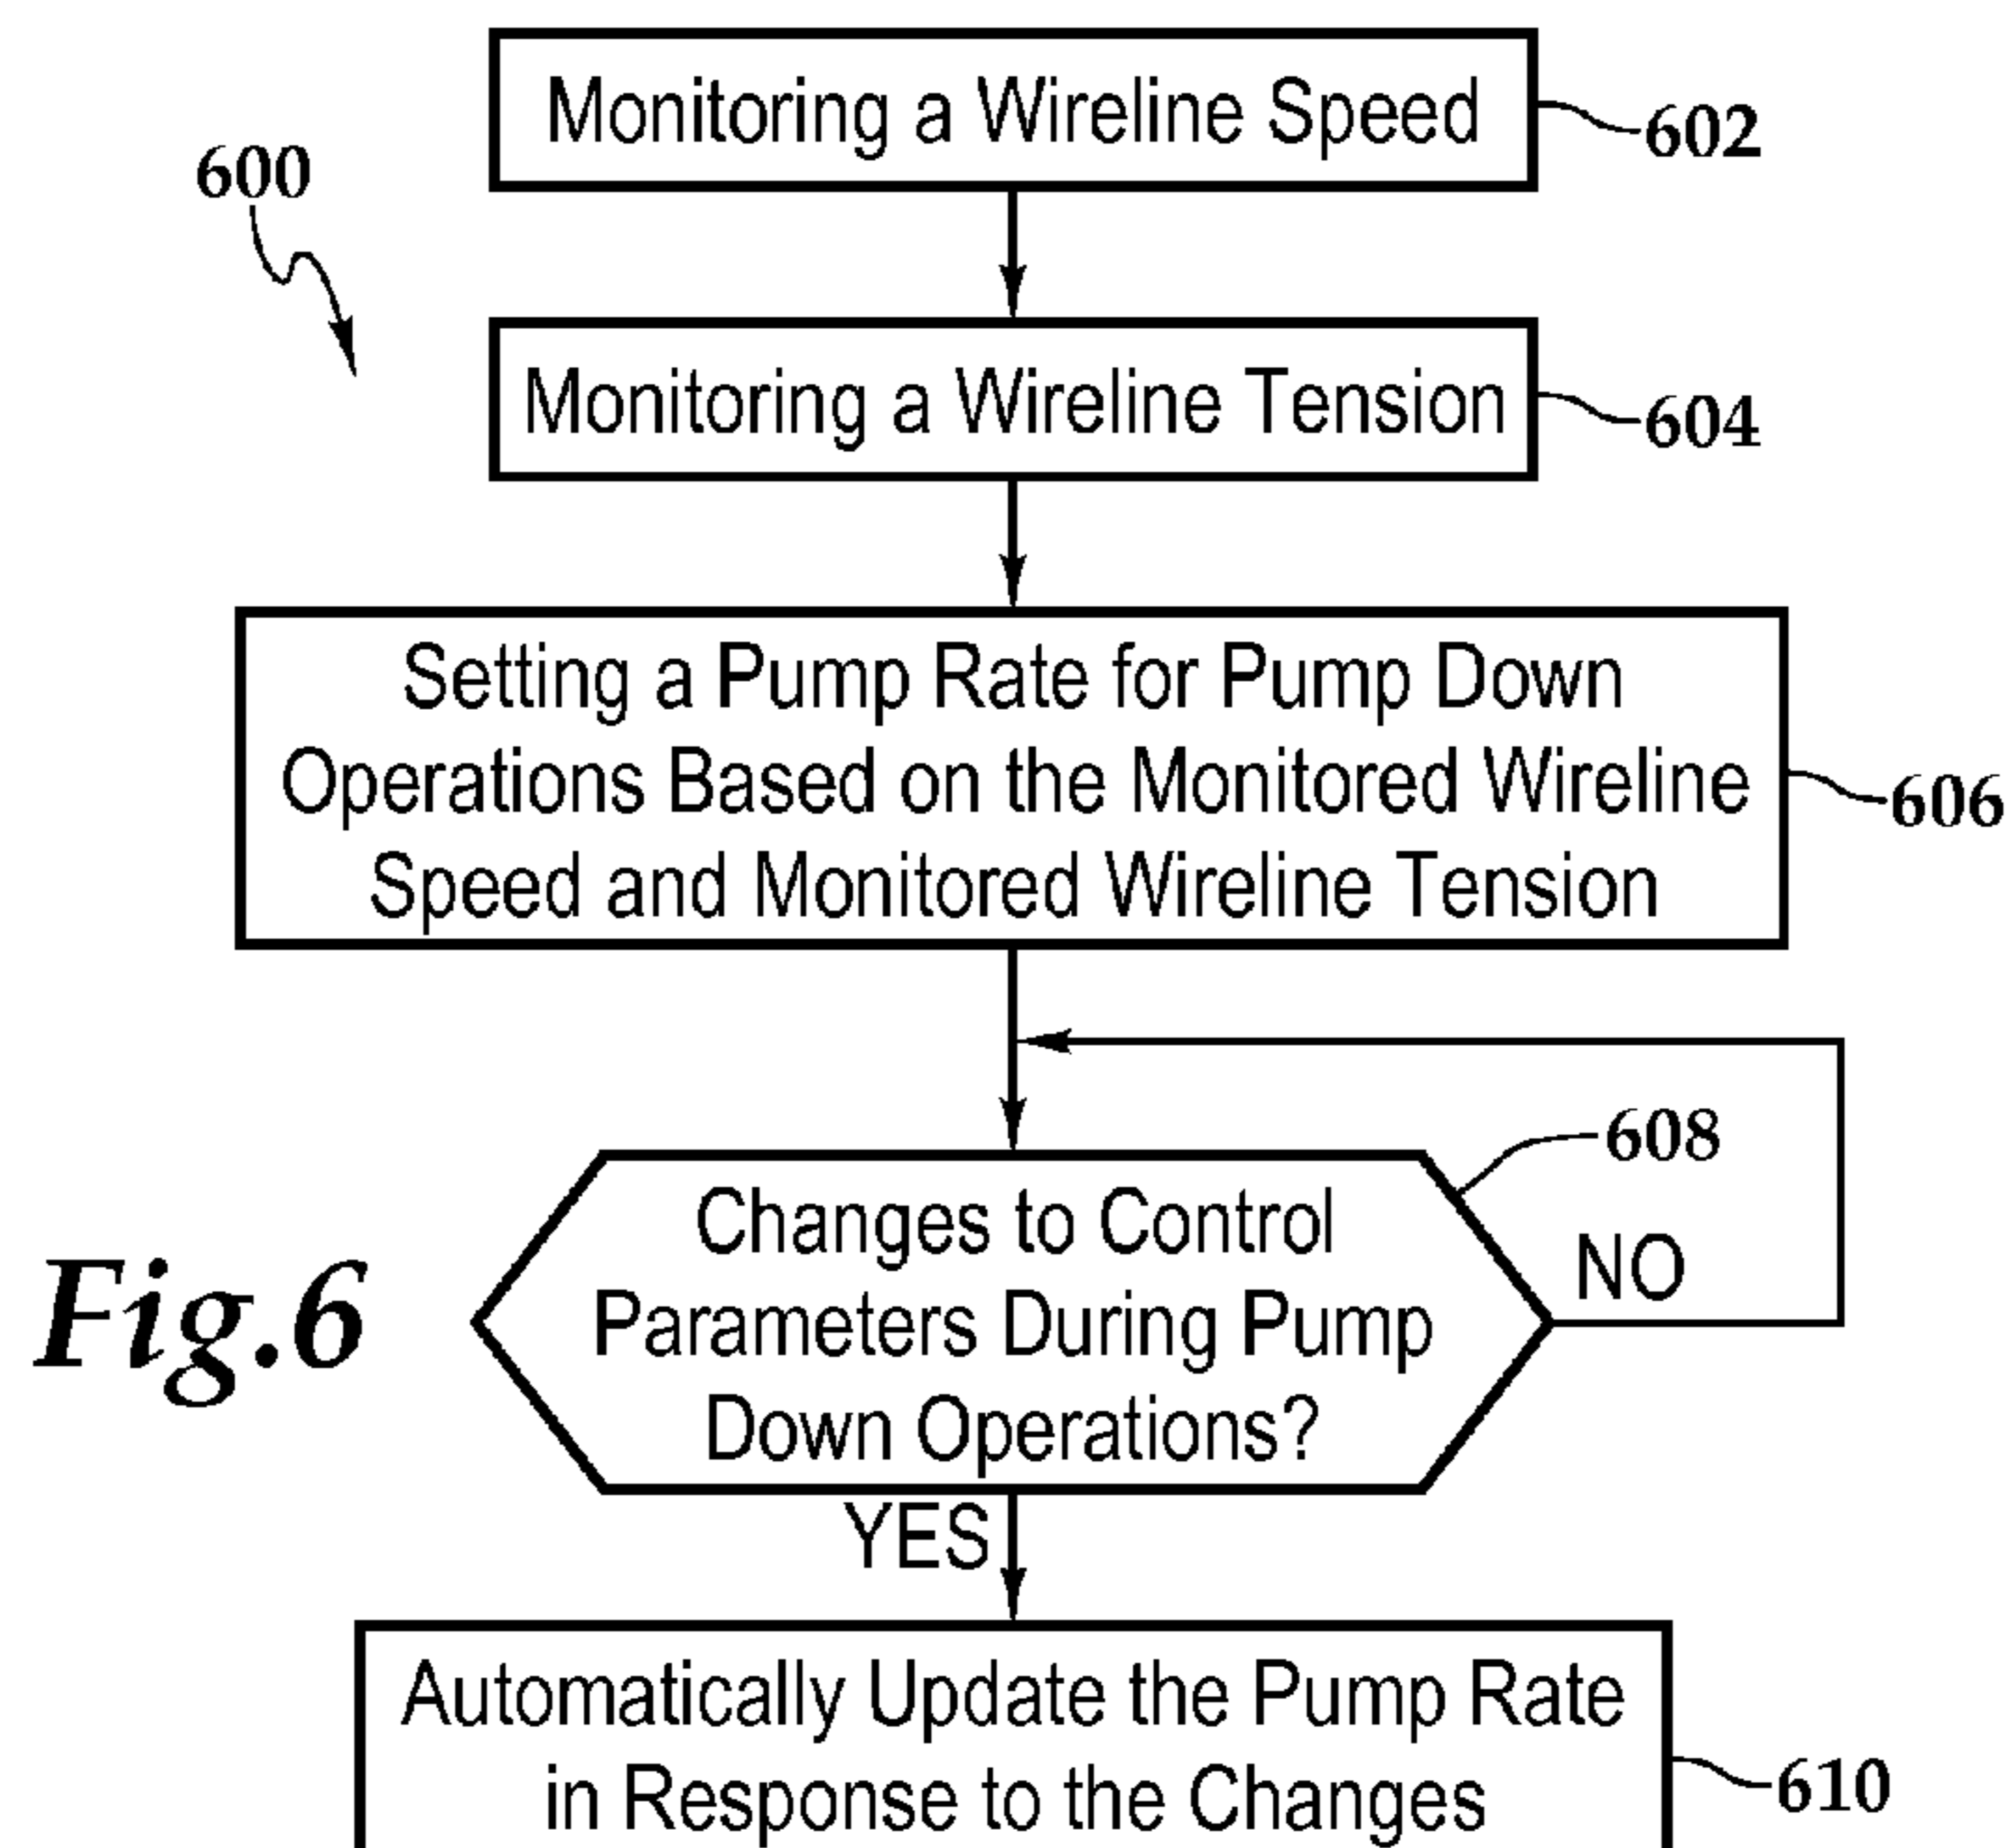 Monitoring a Wireline Speed
602
600
Monitoring a Wireline Tension
604
Setting a Pump Rate for Pump Down
Operations Based on the Monitored Wireline
Speed and Monitored Wireline Tension
606
608
Changes to Control
Parameters During Pump
Down Operations?
NO
Fig.6
YES
Automatically Update the Pump Rate
in Response to the Changes
610